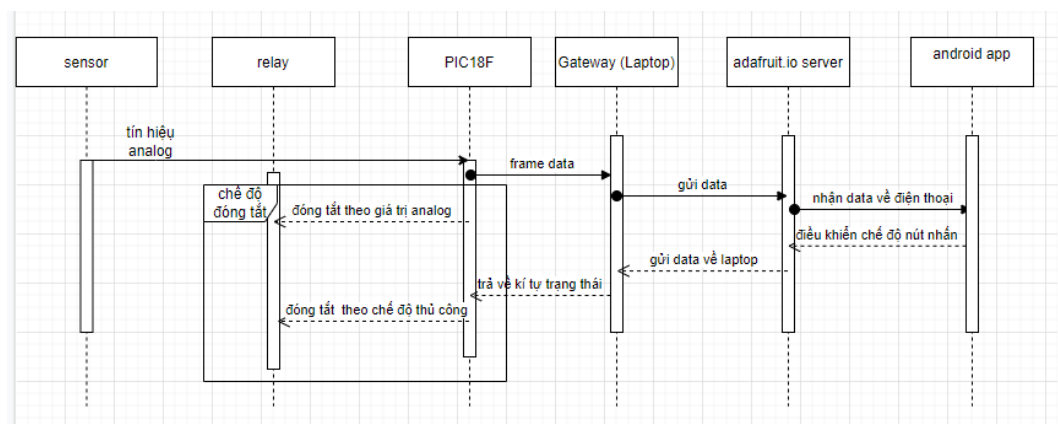 sensor
relay
PIC18F
Gateway (Laptop)
adafruit.io server
android app
tín hiệu
analog
frame data
gửi data
chế độ
đóng tắt
đóng tắt theo giá trị analog
nhận data về điện thoại
điều khiển chế độ nút nhấn
gửi data về laptop
trả về kí tự trạng thái
đóng tắt theo chế độ thủ công